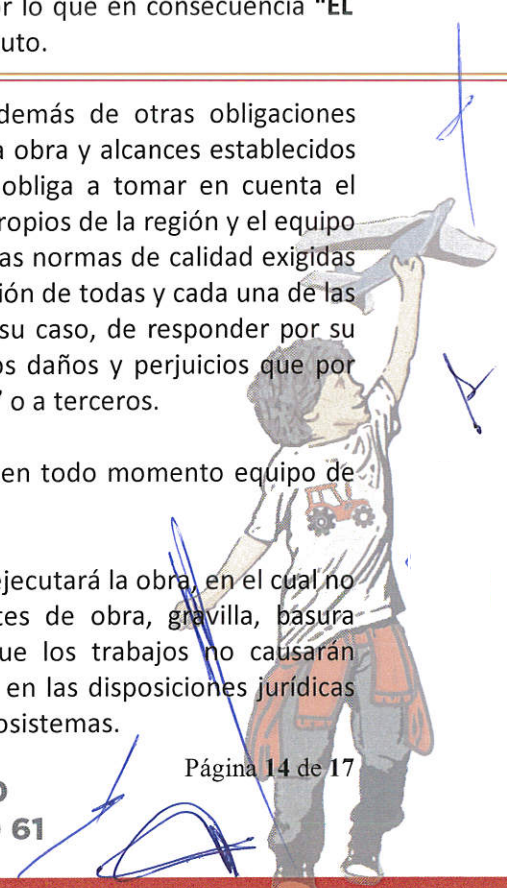 or lo que en consecuencia "EL
uto.
demás de otras obligaciones
a obra y alcances establecidos
obliga a tomar en cuenta el
ropios de la región y el equipo
as normas de calidad exigidas
ión de todas y cada una de las
su caso, de responder por su
os daños y perjuicios que por
" o a terceros.
en todo momento equipo de
ejecutará la obra, en el cual no
tes de obra, gravilla, basura
ue los trabajos no causarán
en las disposiciones jurídicas
osistemas.
Página 14 de 17
61